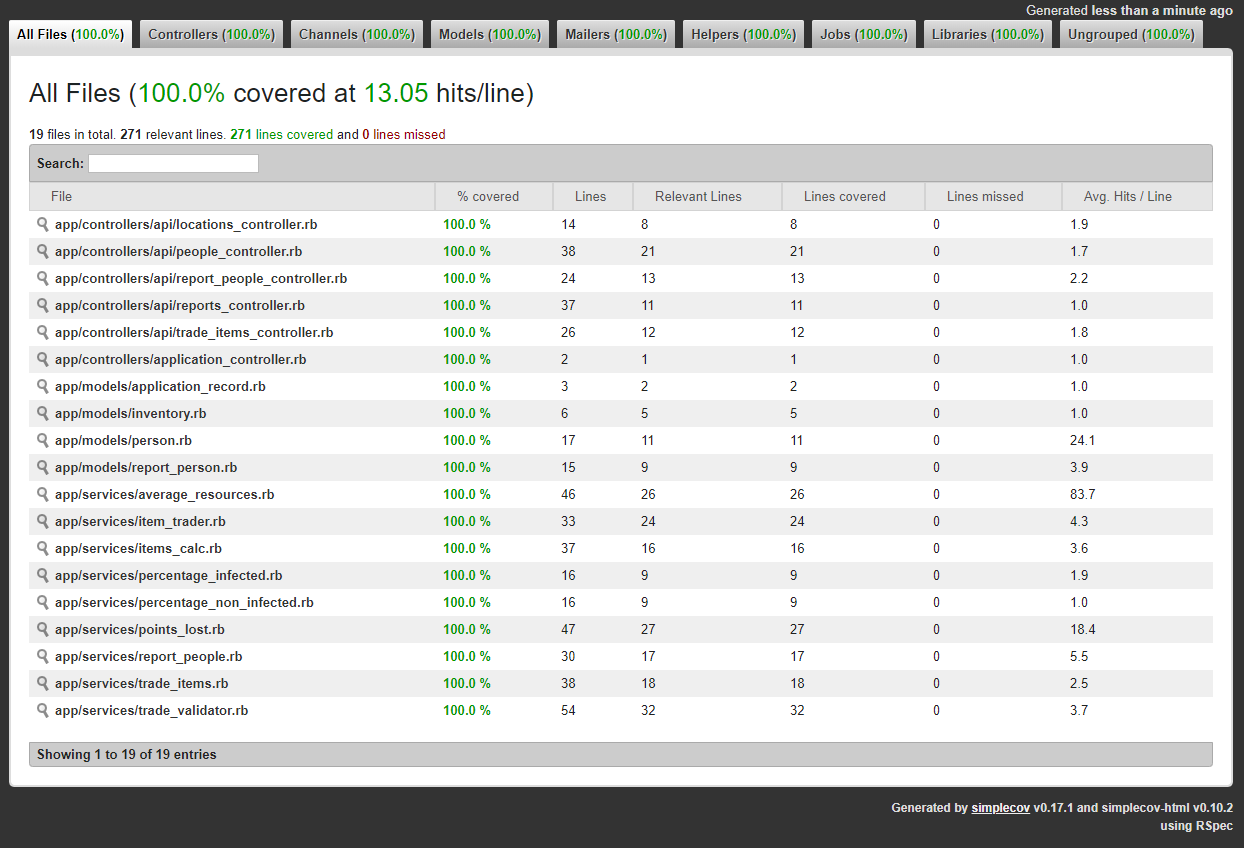 Generated less than a minute ago
All Files (100.0%) Controllers (100.0%) Channels (100.0%) Models (100.0%) Mailers (100.0%) Helpers (100.0%) Jobs (100.0%) Libraries (100.0%) Ungrouped (100.0%)
All Files (100.0% covered at 13.05 hits/line)
19 files in total. 271 relevant lines. 271 lines covered and 0 lines missed
Search:
File % covered Lines Relevant Lines Lines covered Lines missed Avg. Hits / Line
app/controllers/api/locations_controller.rb 100.0 % 14 8 8 0 1.9
app/controllers/api/people_controller.rb 100.0 % 38 21 21 0 1.7
app/controllers/api/report_people_controller.rb 100.0 % 24 13 13 0 2.2
app/controllers/api/reports_controller.rb 100.0 % 37 11 11 0 1.0
app/controllers/api/trade_items_controller.rb 100.0 % 26 12 12 0 1.8
app/controllers/application_controller.rb 100.0 % 2 1 1 0 1.0
app/models/application_record.rb 100.0 % 3 2 2 0 1.0
app/models/inventory.rb 100.0 % 6 5 5 0 1.0
app/models/person.rb 100.0 % 17 11 11 0 24.1
app/models/report_person.rb 100.0 % 15 9 9 0 3.9
app/services/average_resources.rb 100.0 % 46 26 26 0 83.7
app/services/item_trader.rb 100.0 % 33 24 24 0 4.3
app/services/items_calc.rb 100.0 % 37 16 16 0 3.6
app/services/percentage_infected.rb 100.0 % 16 9 9 0 1.9
app/services/percentage_non_infected.rb 100.0 % 16 9 9 0 1.0
app/services/points_lost.rb 100.0 % 47 27 27 0 18.4
app/services/report_people.rb 100.0 % 30 17 17 0 5.5
app/services/trade_items.rb 100.0 % 38 18 18 0 2.5
app/services/trade_validator.rb 100.0 % 54 32 32 0 3.7
Showing 1 to 19 of 19 entries
Generated by simplecov v0.17.1 and simplecov-html v0.10.2
using RSpec